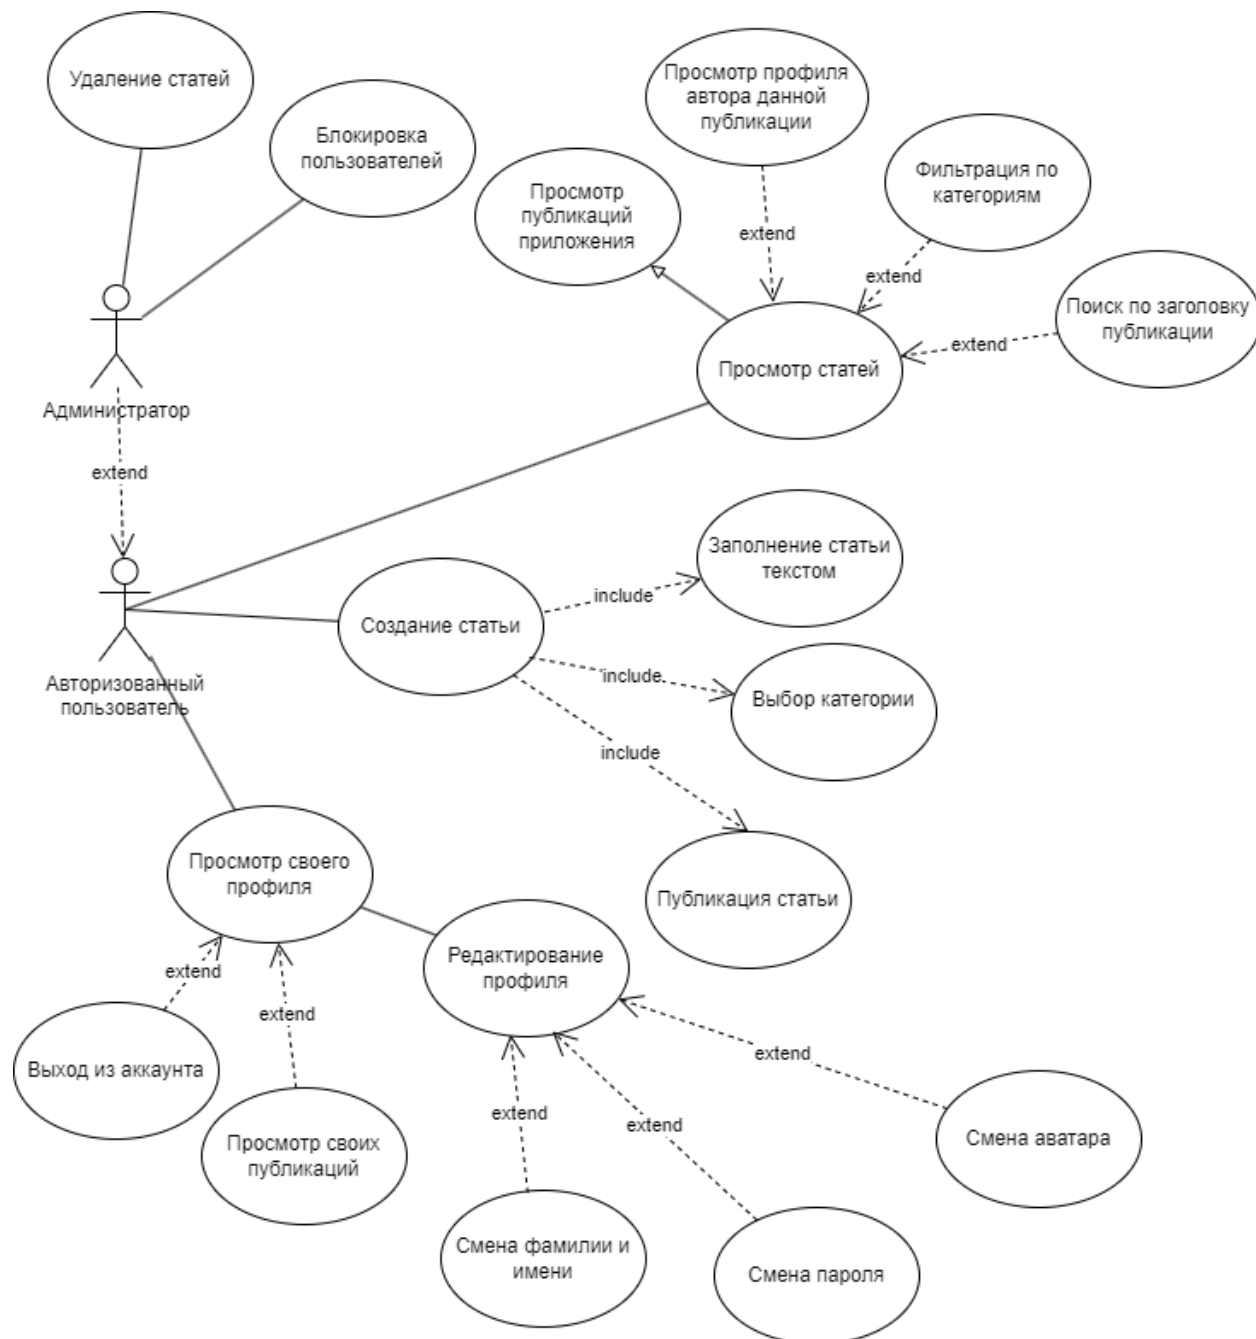 Удаление статей
Блокировка
пользователей
Просмотр профиля
автора данной
публикации
Просмотр
публикаций
приложения
Фильтрация по
категориям
extend
extend
Поиск по заголовку
публикации
extend
Просмотр статей
Администратор
extend
Заполнение статьи
текстом
include
Создание статьи
include
Выбор категории
Авторизованный
пользователь
include
Просмотр своего
профиля
Публикация статьи
Редактирование
профиля
extend
extend
Выход из аккаунта
extend
extend
extend
Просмотр своих
публикаций
Смена аватара
Смена фамилии и
имени
Смена пароля